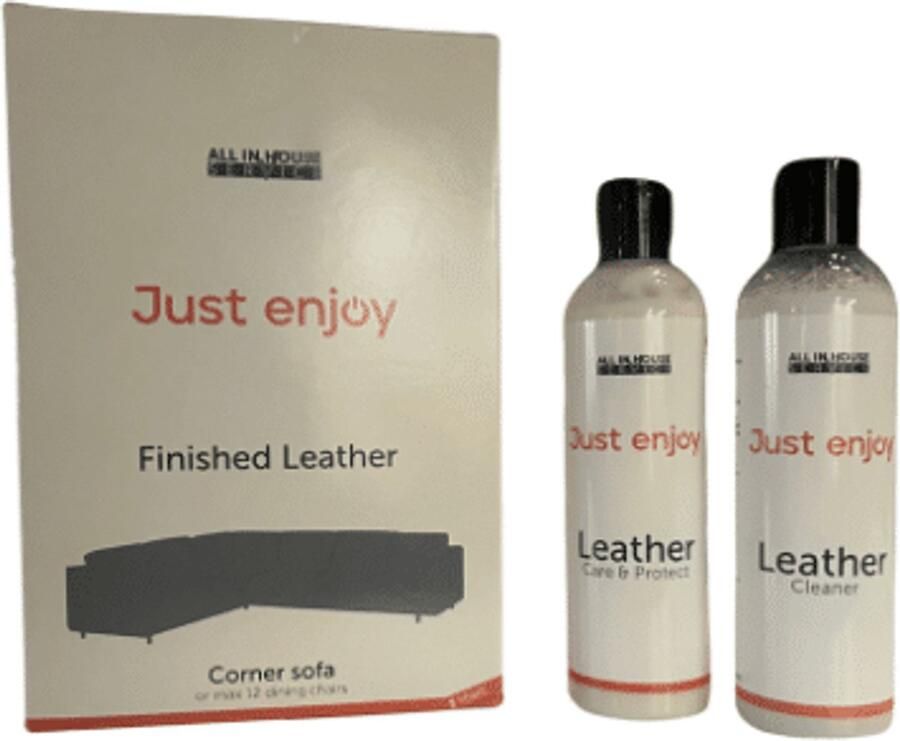 ALL IN.HOUSE
SERVICE
Just enjoy
Finished Leather
Corner sofa
or max 12 dining chairs
ALL IN.HOUSE
SERVICE
Just enjoy
Leather
Care & Protect
ALL IN.HOUSE
SERVICE
Just enjoy
Leather
Cleaner